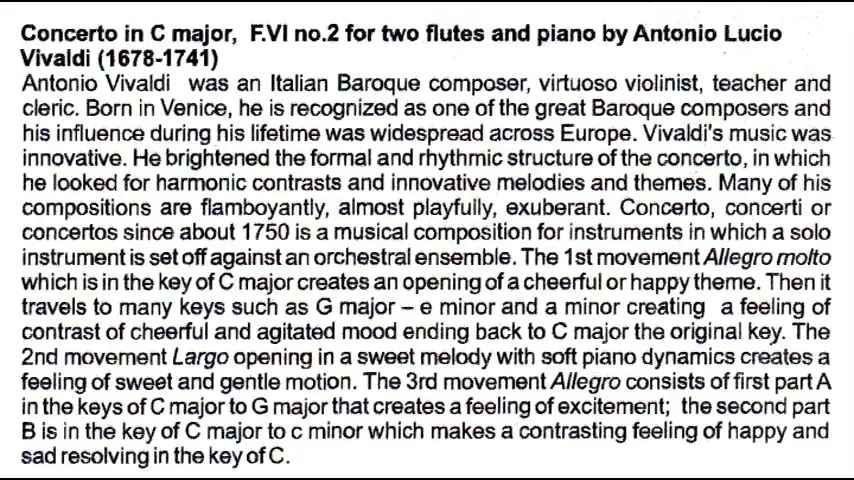 Concerto in C major, F.VI no.2 for two flutes and piano by Antonio Lucio
Vivaldi (1678-1741)
Antonio Vivaldi was an Italian Baroque composer, virtuoso violinist, teacher and
cleric. Born in Venice, he is recognized as one of the great Baroque composers and
his influence during his lifetime was widespread across Europe. Vivaldi's music was
innovative. He brightened the formal and rhythmic structure of the concerto, in which
he looked for harmonic contrasts and innovative melodies and themes. Many of his
compositions are flamboyantly, almost playfully, exuberant. Concerto, concerti or
concertos since about 1750 is a musical composition for instruments in which a solo
instrument is set off against an orchestral ensemble. The 1st movement Allegro molto
which is in the key of C major creates an opening of a cheerful or happy theme. Then it
travels to many keys such as G major – e minor and a minor creating a feeling of
contrast of cheerful and agitated mood ending back to C major the original key. The
2nd movement Largo opening in a sweet melody with soft piano dynamics creates a
feeling of sweet and gentle motion. The 3rd movement Allegro consists of first part A
in the keys of C major to G major that creates a feeling of excitement; the second part
B is in the key of C major to c minor which makes a contrasting feeling of happy and
sad resolving in the key of C.